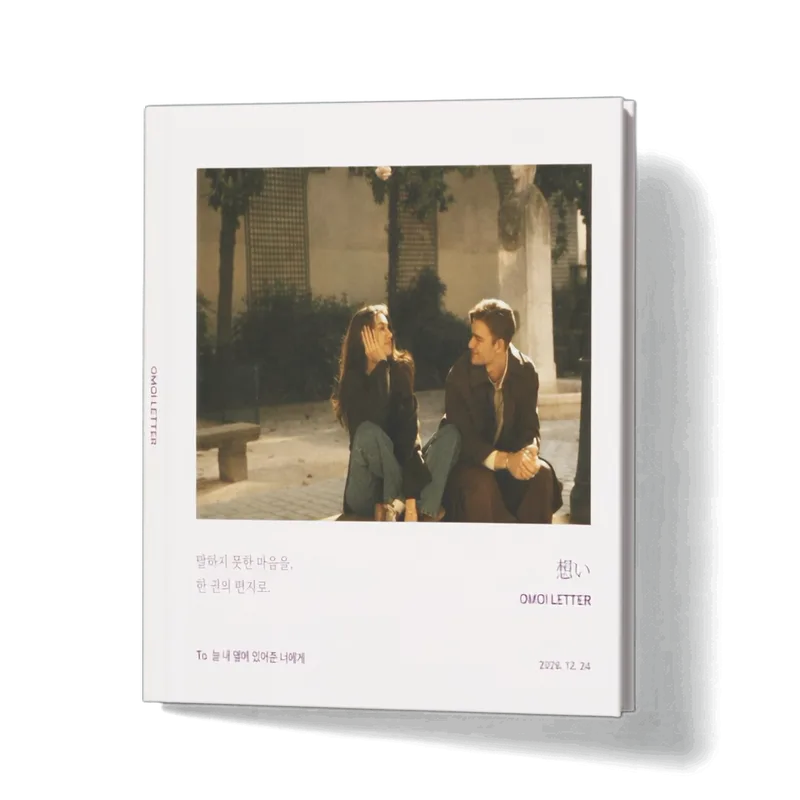 OMOI LETTER
말하지 못한 마음을,
한 권의 편지로.
想い
OMOI LETTER
To 늘 내 옆에 있어준 너에게
2026. 12. 24